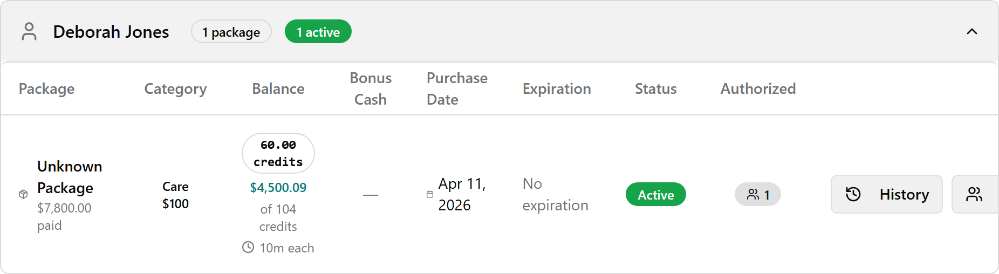 Deborah Jones
1 package
1 active
Package
Category
Balance
Bonus
Cash
Purchase
Date
Expiration
Status
Authorized
Unknown
Package
$7,800.00
paid
Care
$100
60.00
credits
$4,500.09
of 104
credits
10m each
—
Apr 11,
2026
No
expiration
Active
1
History